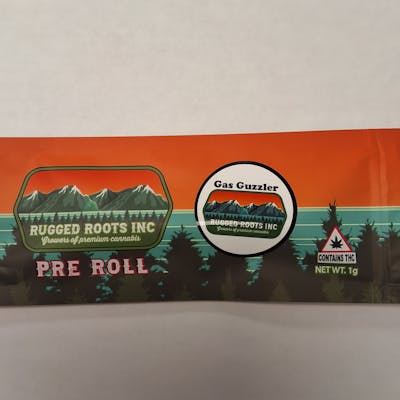 RUGGED ROOTS INC
Growers of premium cannabis
PRE ROLL
Gas Guzzler
RUGGED ROOTS INC
Growers of premium cannabis
CONTAINS THC
NET WT. 1g